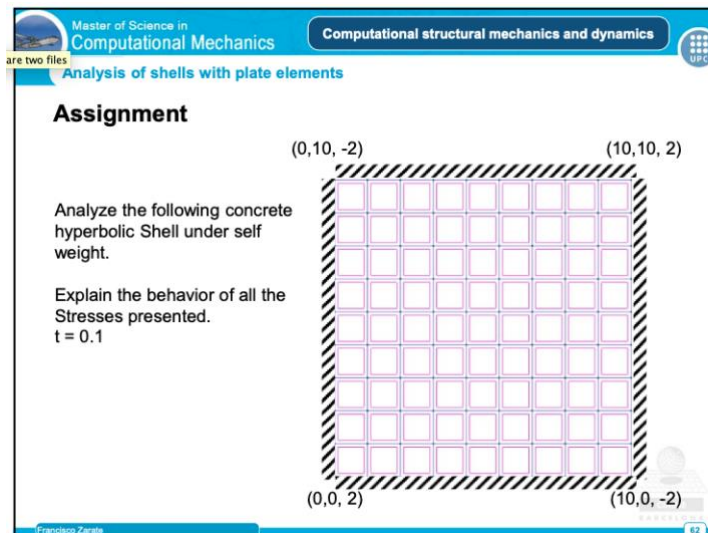 Master of Science in
Computational Mechanics
Computational structural mechanics and dynamics
UPC
are two files
Analysis of shells with plate elements
Assignment
(0,10, -2)
(10,10, 2)
Analyze the following concrete
hyperbolic Shell under self
weight.
Explain the behavior of all the
Stresses presented.
t = 0.1
(0,0, 2)
(10,0, -2)
BARCELONA
Francisco Zarate
62